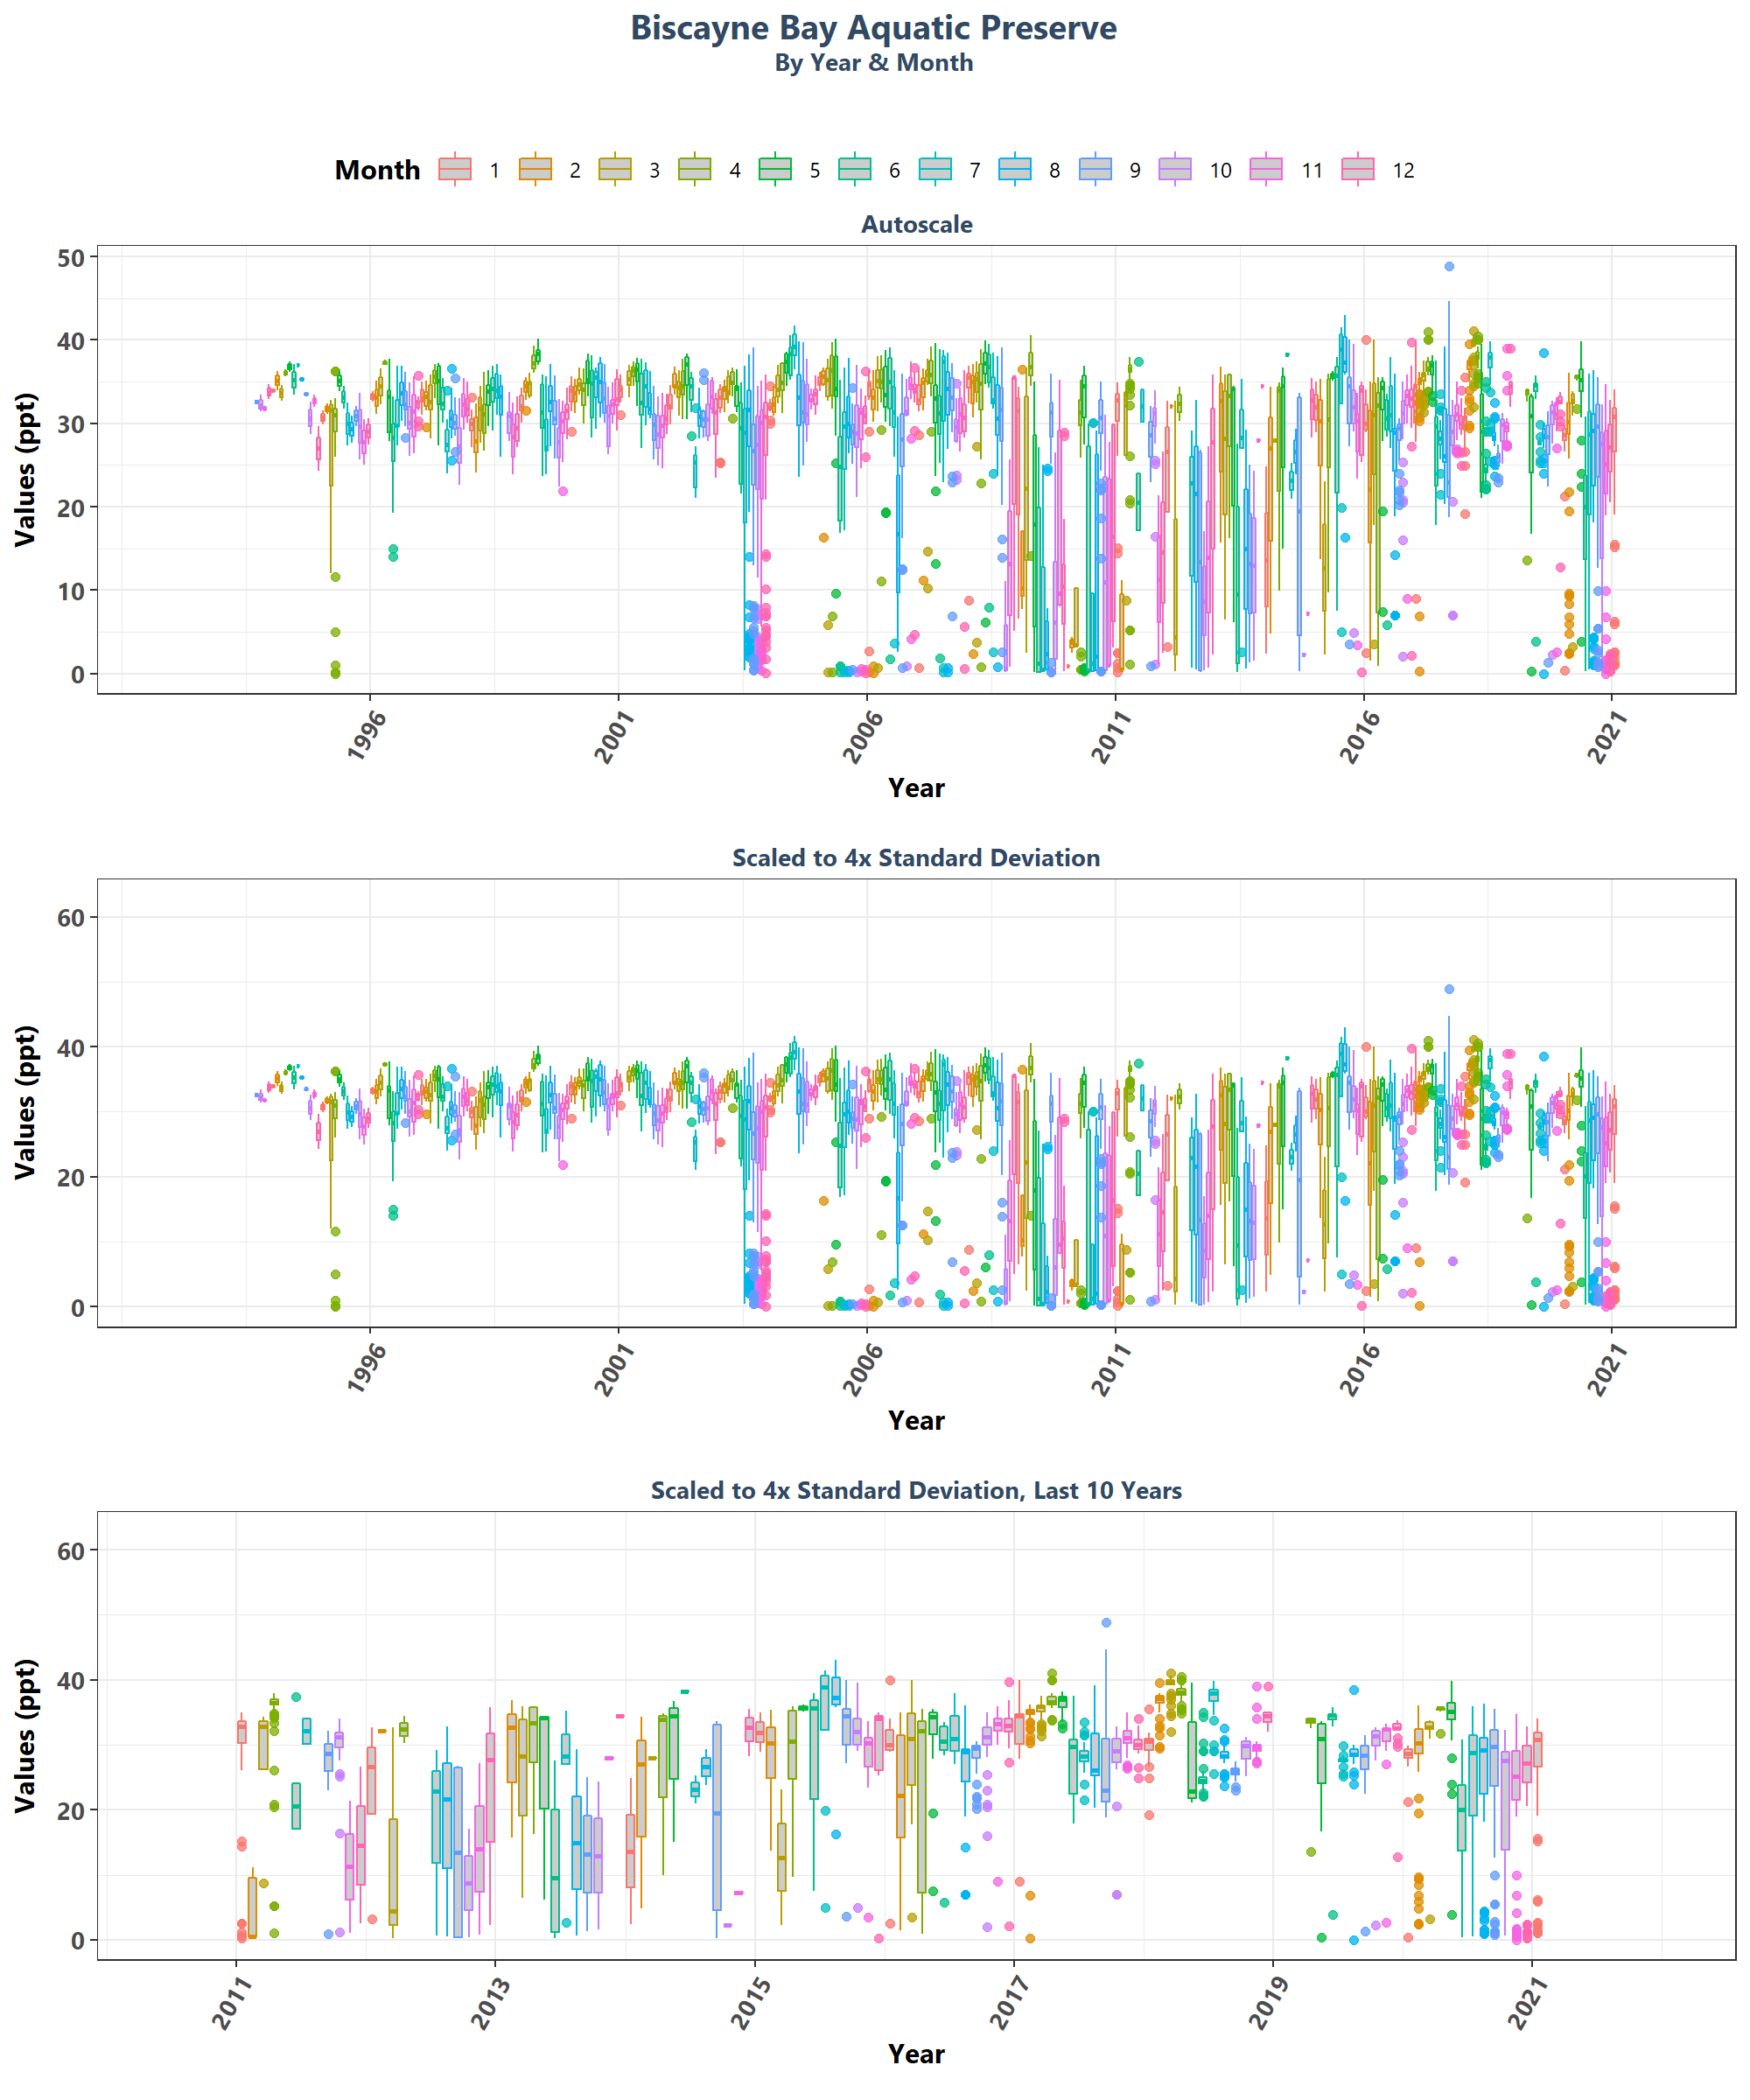 Biscayne Bay Aquatic Preserve
By Year & Month
Month 1 2 3 4 5 6 7 8 9 10 11 12
Autoscale
Values (ppt)
50
40
30
20
10
0
1996 2001 2006 2011 2016 2021
Year
Scaled to 4x Standard Deviation
Values (ppt)
60
40
20
0
1996 2001 2006 2011 2016 2021
Year
Scaled to 4x Standard Deviation, Last 10 Years
Values (ppt)
60
40
20
0
2011 2013 2015 2017 2019 2021
Year